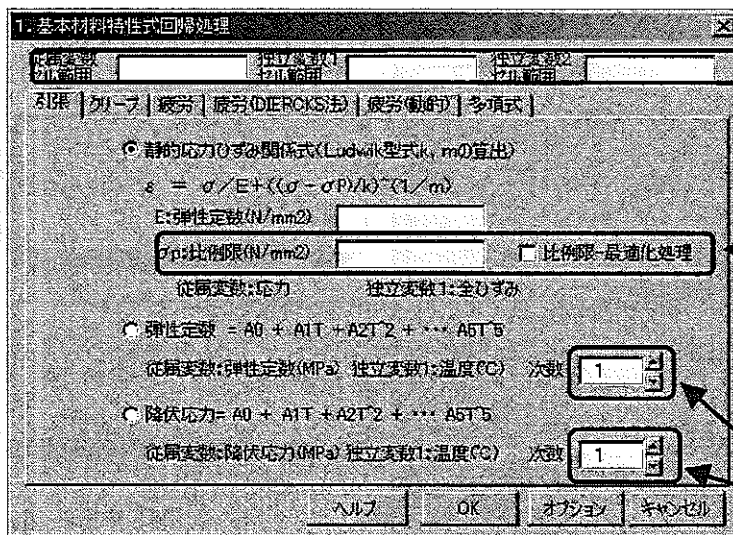 1. 基本材料特性式回帰処理
従属変数 セル範囲
独立変数1 セル範囲
独立変数2 セル範囲
引張 クリープ 疲労 疲労(DIERCKS法) 疲労(動的) 多項式
静的応力ひずみ関係式(Ludwik型式k, mの算出)
ε = σ/E+((σ-σP)/k)^(1/m)
E:弾性定数(N/mm2)
σp:比例限(N/mm2) 比例限-最適化処理
従属変数:応力 独立変数1:全ひずみ
弾性定数 = A0 + A1T +A2T^2 + ··· A5T^5
従属変数:弾性定数(MPa) 独立変数1:温度(℃) 次数 1
降伏応力= A0 + A1T +A2T^2 + ··· A5T^5
従属変数:降伏応力(MPa) 独立変数1:温度(℃) 次数 1
ヘルプ OK オプション キャンセル